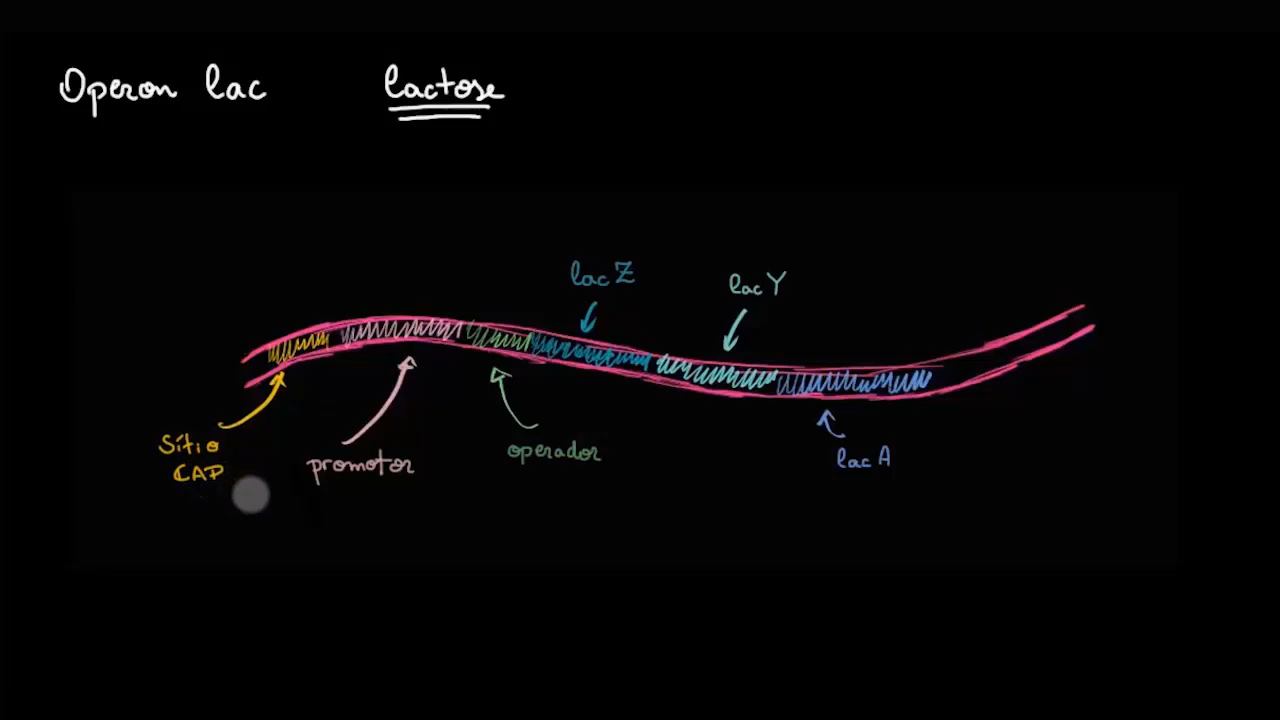 Operon lac
lactose
lac Z
lac Y
Sítio
CAP
promotor
operador
lac A